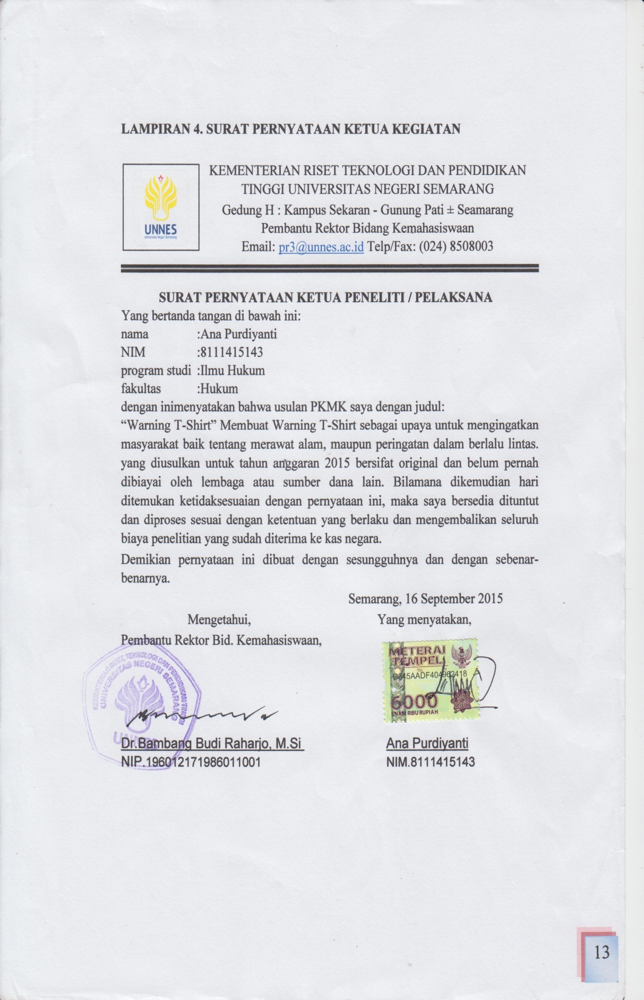 LAMPIRAN 4. SURAT PERNYATAAN KETUA KEGIATAN
UNNES
Universitas Negeri Semarang
KEMENTERIAN RISET TEKNOLOGI DAN PENDIDIKAN
TINGGI UNIVERSITAS NEGERI SEMARANG
Gedung H : Kampus Sekaran - Gunung Pati ± Seamarang
Pembantu Rektor Bidang Kemahasiswaan
Email: pr3@unnes.ac.id Telp/Fax: (024) 8508003
SURAT PERNYATAAN KETUA PENELITI / PELAKSANA
Yang bertanda tangan di bawah ini:
nama :Ana Purdiyanti
NIM :8111415143
program studi :Ilmu Hukum
fakultas :Hukum
dengan inimenyatakan bahwa usulan PKMK saya dengan judul:
“Warning T-Shirt” Membuat Warning T-Shirt sebagai upaya untuk mengingatkan
masyarakat baik tentang merawat alam, maupun peringatan dalam berlalu lintas.
yang diusulkan untuk tahun anggaran 2015 bersifat original dan belum pernah
dibiayai oleh lembaga atau sumber dana lain. Bilamana dikemudian hari
ditemukan ketidaksesuaian dengan pernyataan ini, maka saya bersedia dituntut
dan diproses sesuai dengan ketentuan yang berlaku dan mengembalikan seluruh
biaya penelitian yang sudah diterima ke kas negara.
Demikian pernyataan ini dibuat dengan sesungguhnya dan dengan sebenar-
benarnya.
Semarang, 16 September 2015
Mengetahui,
Yang menyatakan,
Pembantu Rektor Bid. Kemahasiswaan,
KEMENTERIAN RISET, TEKNOLOGI DAN PENDIDIKAN TINGGI
UNIVERSITAS NEGERI SEMARANG
UNNES
METERAI
TEMPEL
TGL
C345AADF404962418
6000
ENAM RIBU RUPIAH
Dr.Bambang Budi Raharjo, M.Si
Ana Purdiyanti
NIP.196012171986011001
NIM.8111415143
13